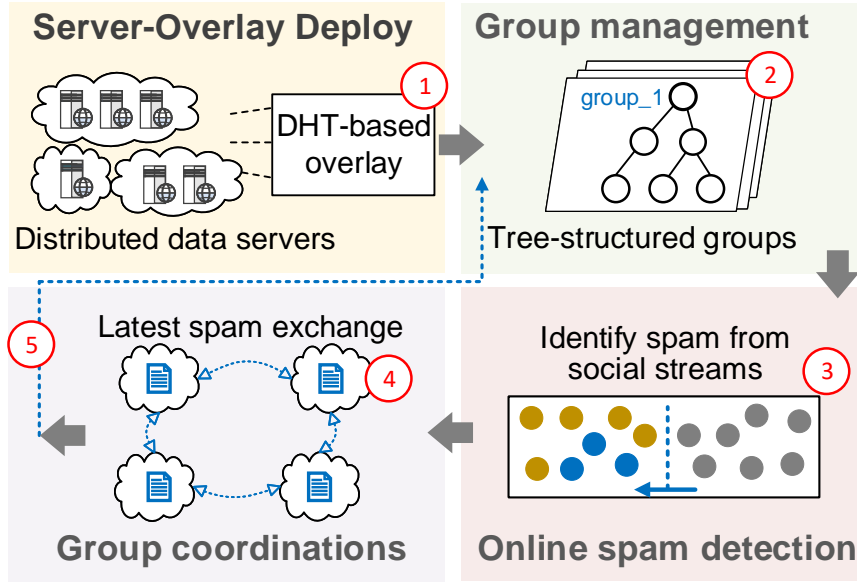 Server-Overlay Deploy
1
DHT-based
overlay
Distributed data servers
Group management
2
group_1
Tree-structured groups
Identify spam from
social streams
3
Online spam detection
Latest spam exchange
4
5
Group coordinations